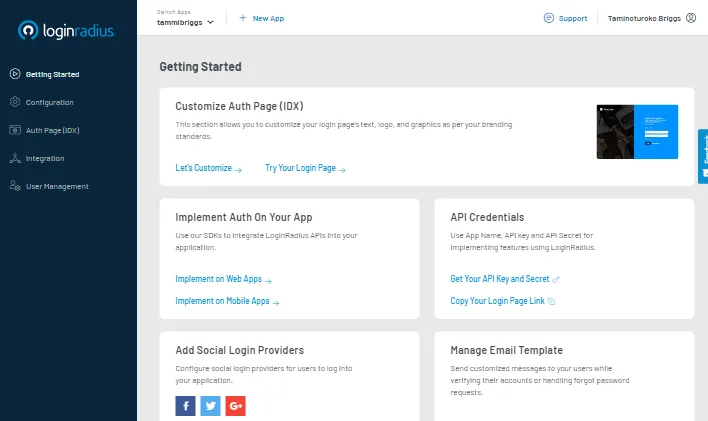 loginradius
Switch Apps
tammibriggs
+ New App
Support
Taminoturoko Briggs
Getting Started
Configuration
Auth Page (IDX)
Integration
User Management
Getting Started
Customize Auth Page (IDX)
This section allows you to customize your login page's text, logo, and graphics as per your branding
standards.
Let's Customize →
Try Your Login Page →
Implement Auth On Your App
Use our SDKs to integrate LoginRadius APIs into your
application.
Implement on Web Apps →
Implement on Mobile Apps →
API Credentials
Use App Name, API key and API Secret for
implementing features using LoginRadius.
Get Your API Key and Secret
Copy Your Login Page Link
Add Social Login Providers
Configure social login providers for users to log into
your application.
f
G+
Manage Email Template
Send customized messages to your users while
verifying their accounts or handling forgot password
requests.